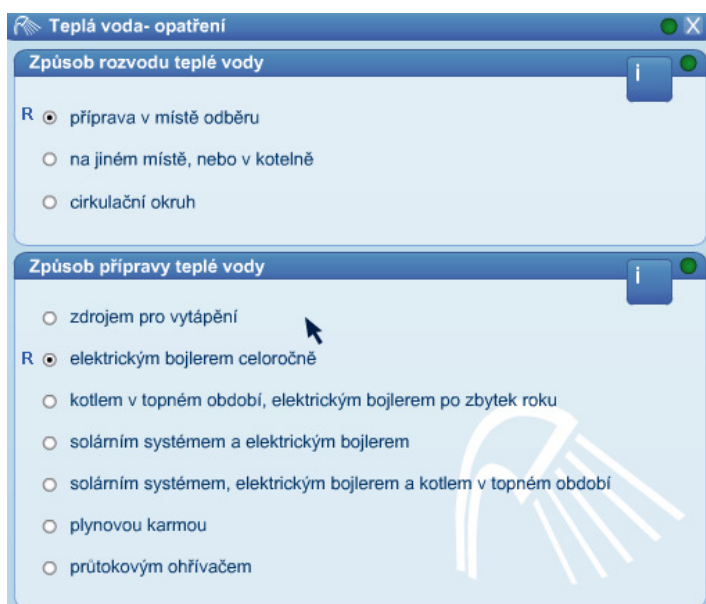 Teplá voda- opatření X
Způsob rozvodu teplé vody i
R příprava v místě odběru
na jiném místě, nebo v kotelně
cirkulační okruh
Způsob přípravy teplé vody i
zdrojem pro vytápění
R elektrickým bojlerem celoročně
kotlem v topném období, elektrickým bojlerem po zbytek roku
solárním systémem a elektrickým bojlerem
solárním systémem, elektrickým bojlerem a kotlem v topném období
plynovou karmou
průtokovým ohřívačem